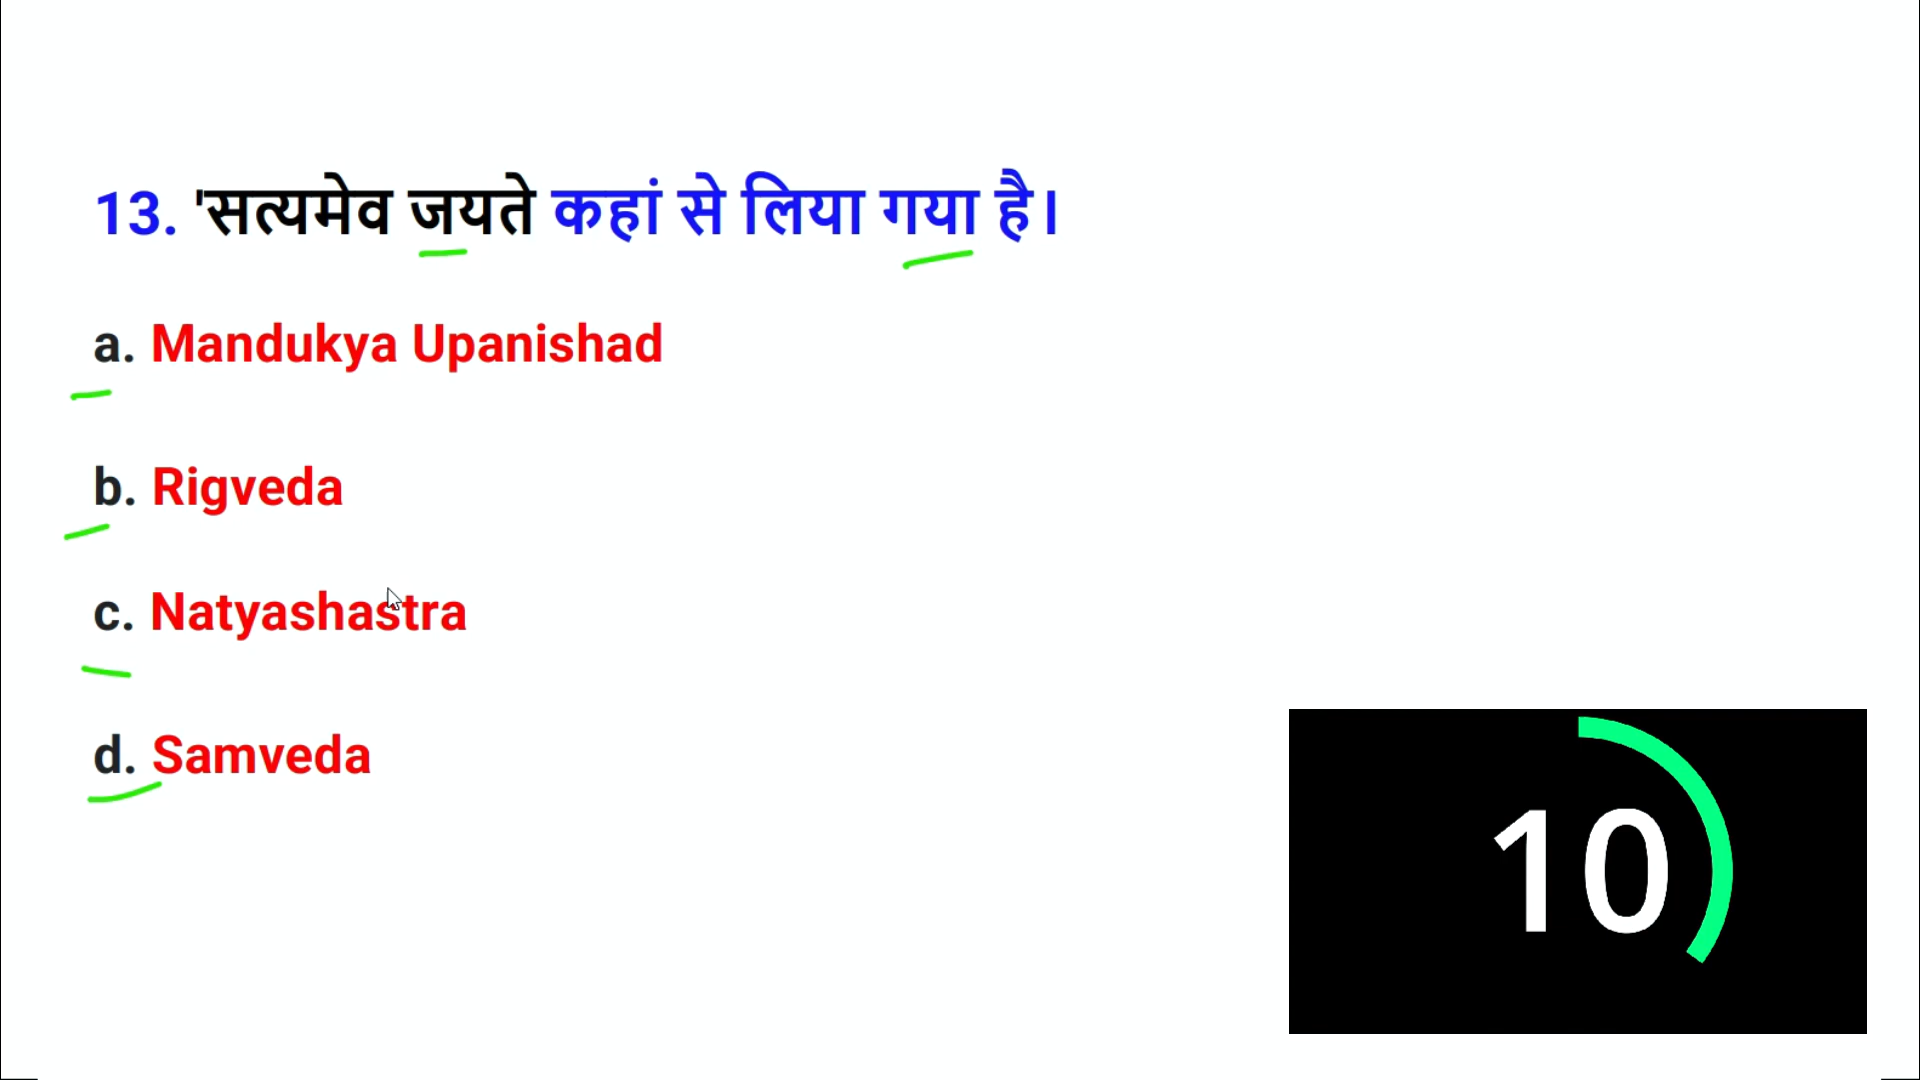 13. 'सत्यमेव जयते कहां से लिया गया है।
a. Mandukya Upanishad
b. Rigveda
c. Natyashastra
d. Samveda
10